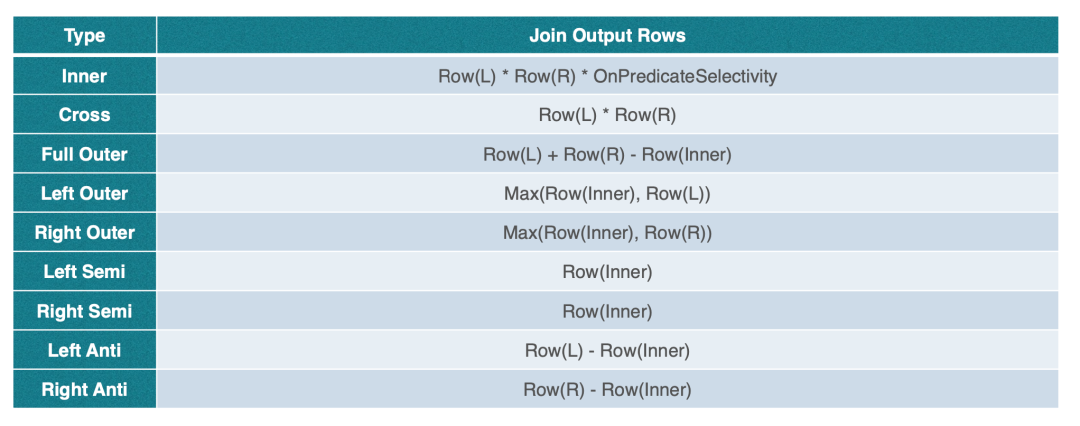 Type Join Output Rows
Inner Row(L) * Row(R) * OnPredicateSelectivity
Cross Row(L) * Row(R)
Full Outer Row(L) + Row(R) - Row(Inner)
Left Outer Max(Row(Inner), Row(L))
Right Outer Max(Row(Inner), Row(R))
Left Semi Row(Inner)
Right Semi Row(Inner)
Left Anti Row(L) - Row(Inner)
Right Anti Row(R) - Row(Inner)